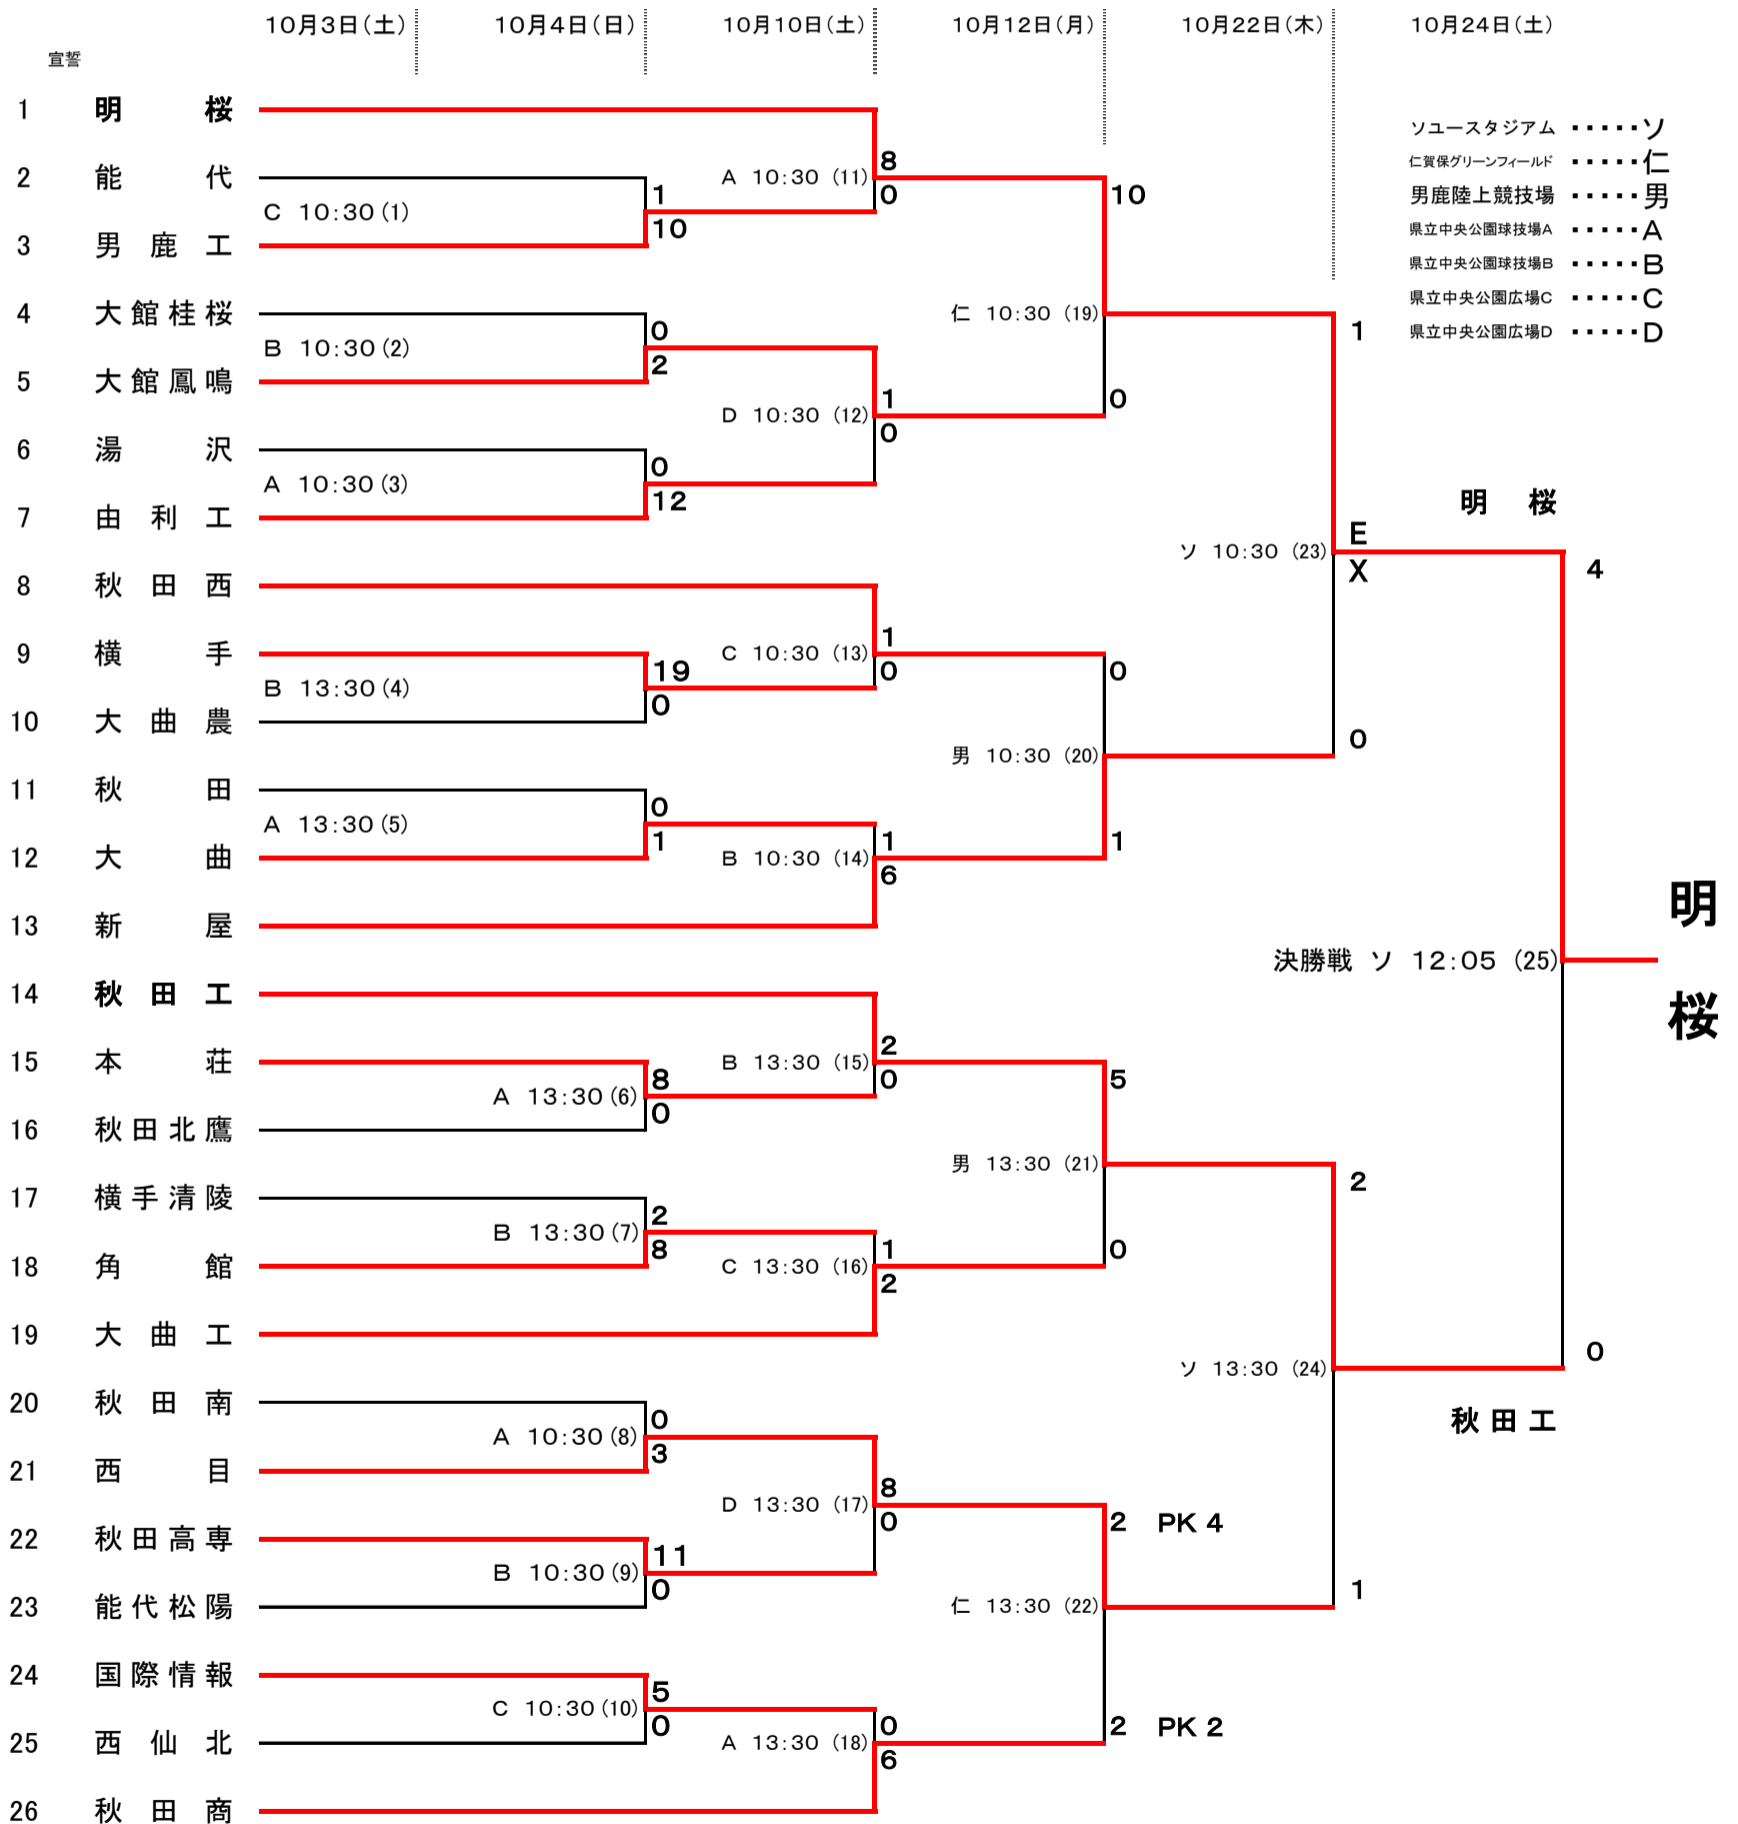 10月3日(土) 10月4日(日) 10月10日(土) 10月12日(月) 10月22日(木) 10月24日(土)
宣誓
1 明桜
ソユースタジアム ・・・・・ソ
8
2 能代 A 10:30 (11) 仁賀保グリーンフィールド ・・・・・仁
1 0 10 男鹿陸上競技場 ・・・・・男
C 10:30 (1)
10 県立中央公園球技場A ・・・・・A
3 男鹿工
県立中央公園球技場B ・・・・・B
県立中央公園広場C ・・・・・C
4 大館桂桜 仁 10:30 (19)
0 1 県立中央公園広場D ・・・・・D
B 10:30 (2)
2
5 大館鳳鳴
1 0
D 10:30 (12)
0
6 湯沢
0
A 10:30 (3)
12 明桜
7 由利工
E
ソ 10:30 (23)
X 4
8 秋田西
1
9 横手 C 10:30 (13)
19 0 0
B 13:30 (4)
0
10 大曲農
0
男 10:30 (20)
11 秋田
0
A 13:30 (5)
1 1 1
12 大曲 B 10:30 (14)
6
明桜
13 新屋
決勝戦 ソ 12:05 (25)
14 秋田工
2
15 本荘 B 13:30 (15)
8 0 5
A 13:30 (6)
0
16 秋田北鷹
男 13:30 (21)
2
17 横手清陵
2
B 13:30 (7)
8 1 0
18 角館 C 13:30 (16)
2
19 大曲工
0
ソ 13:30 (24)
20 秋田南
0 秋田工
A 10:30 (8)
3
21 西目
8
D 13:30 (17)
0 2 PK 4
22 秋田高専
11
B 10:30 (9)
0 1
23 能代松陽 仁 13:30 (22)
24 国際情報
5
C 10:30 (10)
0 0 2 PK 2
25 西仙北 A 13:30 (18)
6
26 秋田商